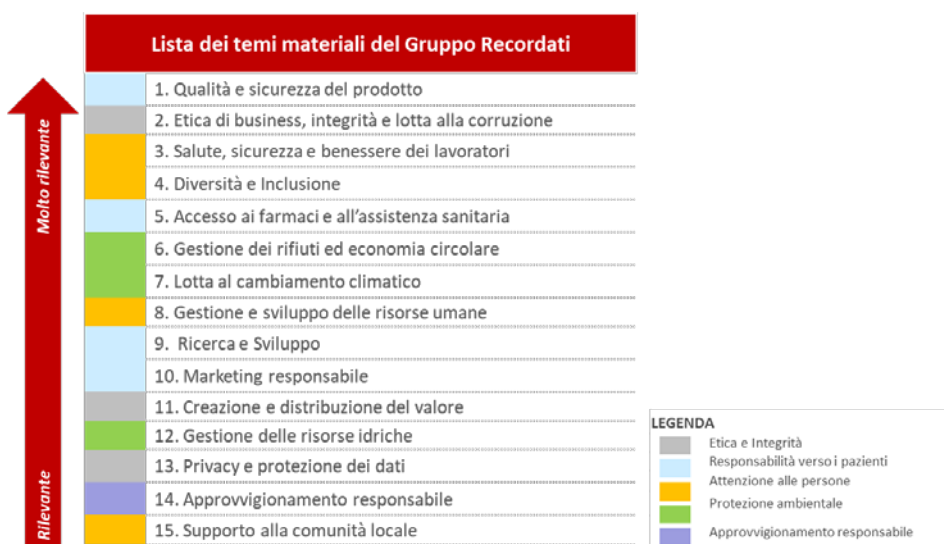 Lista dei temi materiali del Gruppo Recordati
Molto rilevante
Rilevante
1. Qualità e sicurezza del prodotto
2. Etica di business, integrità e lotta alla corruzione
3. Salute, sicurezza e benessere dei lavoratori
4. Diversità e Inclusione
5. Accesso ai farmaci e all'assistenza sanitaria
6. Gestione dei rifiuti ed economia circolare
7. Lotta al cambiamento climatico
8. Gestione e sviluppo delle risorse umane
9. Ricerca e Sviluppo
10. Marketing responsabile
11. Creazione e distribuzione del valore
12. Gestione delle risorse idriche
13. Privacy e protezione dei dati
14. Approvvigionamento responsabile
15. Supporto alla comunità locale
LEGENDA
Etica e Integrità
Responsabilità verso i pazienti
Attenzione alle persone
Protezione ambientale
Approvvigionamento responsabile